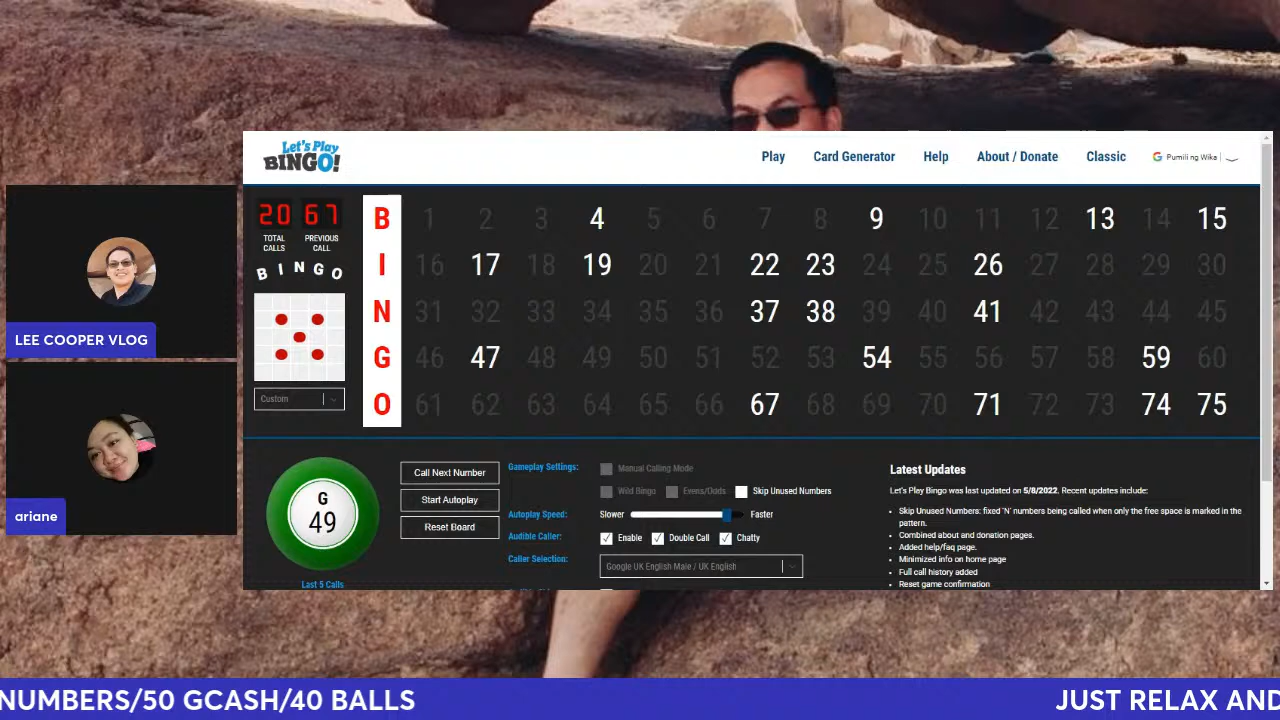 Let's Play
BINGO!
Play Card Generator Help About / Donate Classic Pumili ng Wika
20 67
TOTAL CALLS PREVIOUS CALL
B I N G O
Custom
B 1 2 3 4 5 6 7 8 9 10 11 12 13 14 15
I 16 17 18 19 20 21 22 23 24 25 26 27 28 29 30
N 31 32 33 34 35 36 37 38 39 40 41 42 43 44 45
G 46 47 48 49 50 51 52 53 54 55 56 57 58 59 60
O 61 62 63 64 65 66 67 68 69 70 71 72 73 74 75
LEE COOPER VLOG
ariane
G
49
Last 5 Calls
Call Next Number
Start Autoplay
Reset Board
Gameplay Settings: Manual Calling Mode
Wild Bingo Evens/Odds Skip Unused Numbers
Autoplay Speed: Slower Faster
Audible Caller: Enable Double Call Chatty
Caller Selection: Google UK English Male / UK English
Latest Updates
Let's Play Bingo was last updated on 5/8/2022. Recent updates include:
Skip Unused Numbers: fixed 'N' numbers being called when only the free space is marked in the
pattern.
Combined about and donation pages.
Added help/faq page.
Minimized info on home page
Full call history added
Reset game confirmation
NUMBERS/50 GCASH/40 BALLS JUST RELAX AND